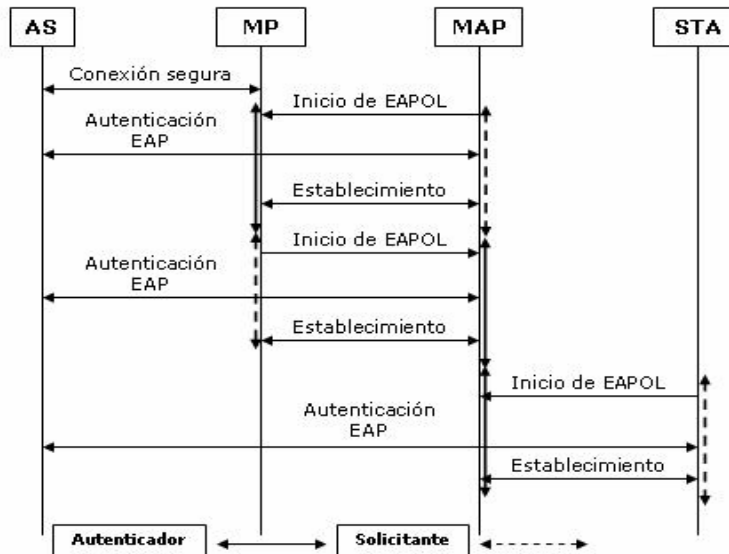 AS MP MAP STA
Conexión segura
Inicio de EAPOL
Autenticación
EAP
Establecimiento
Inicio de EAPOL
Autenticación
EAP
Establecimiento
Inicio de EAPOL
Autenticación
EAP
Establecimiento
Autenticador Solicitante